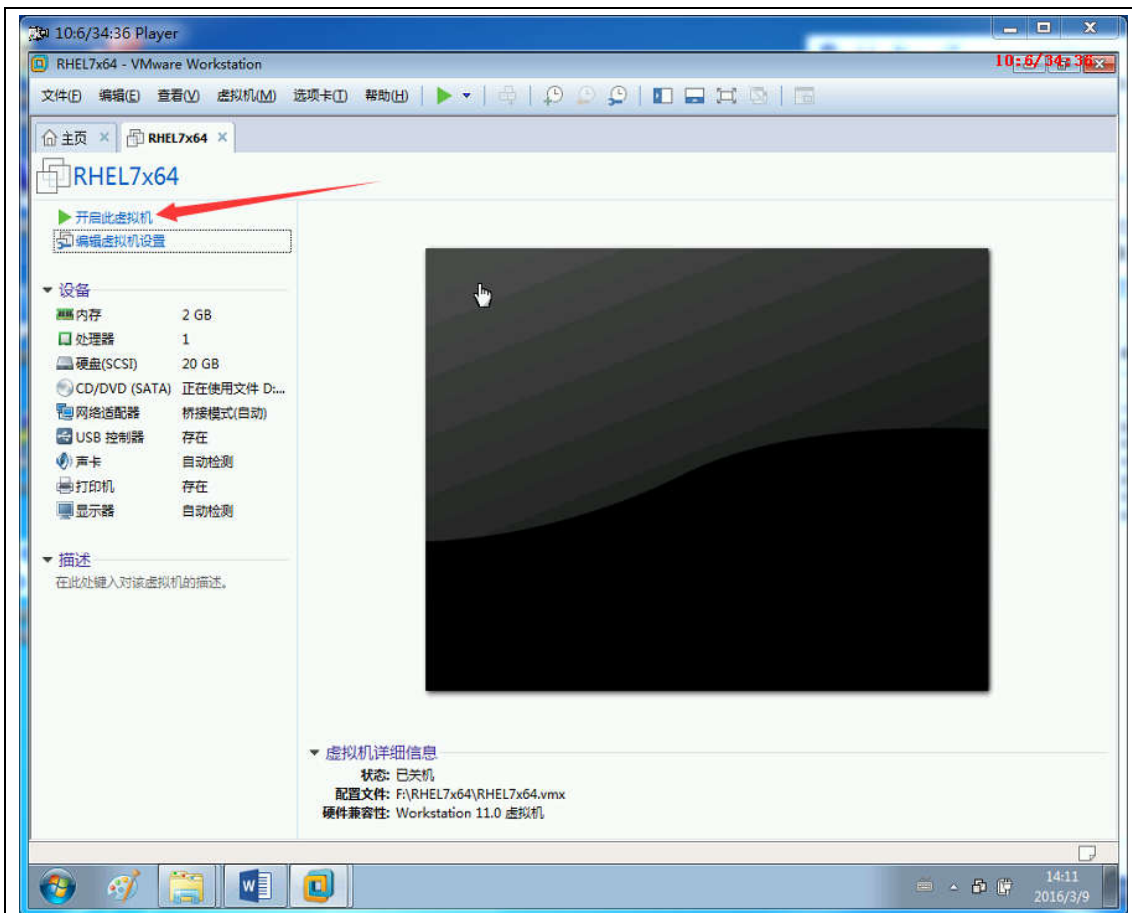 10:6/34:36 Player
RHEL7x64 - VMware Workstation
10:6/34:36
文件(F) 编辑(E) 查看(V) 虚拟机(M) 选项卡(T) 帮助(H)
主页 RHEL7x64
RHEL7x64
开启此虚拟机
编辑虚拟机设置
设备
内存 2 GB
处理器 1
硬盘(SCSI) 20 GB
CD/DVD (SATA) 正在使用文件 D:...
网络适配器 桥接模式(自动)
USB 控制器 存在
声卡 自动检测
打印机 存在
显示器 自动检测
描述
在此处键入对该虚拟机的描述。
虚拟机详细信息
状态: 已关机
配置文件: F:\RHEL7x64\RHEL7x64.vmx
硬件兼容性: Workstation 11.0 虚拟机
14:11
2016/3/9